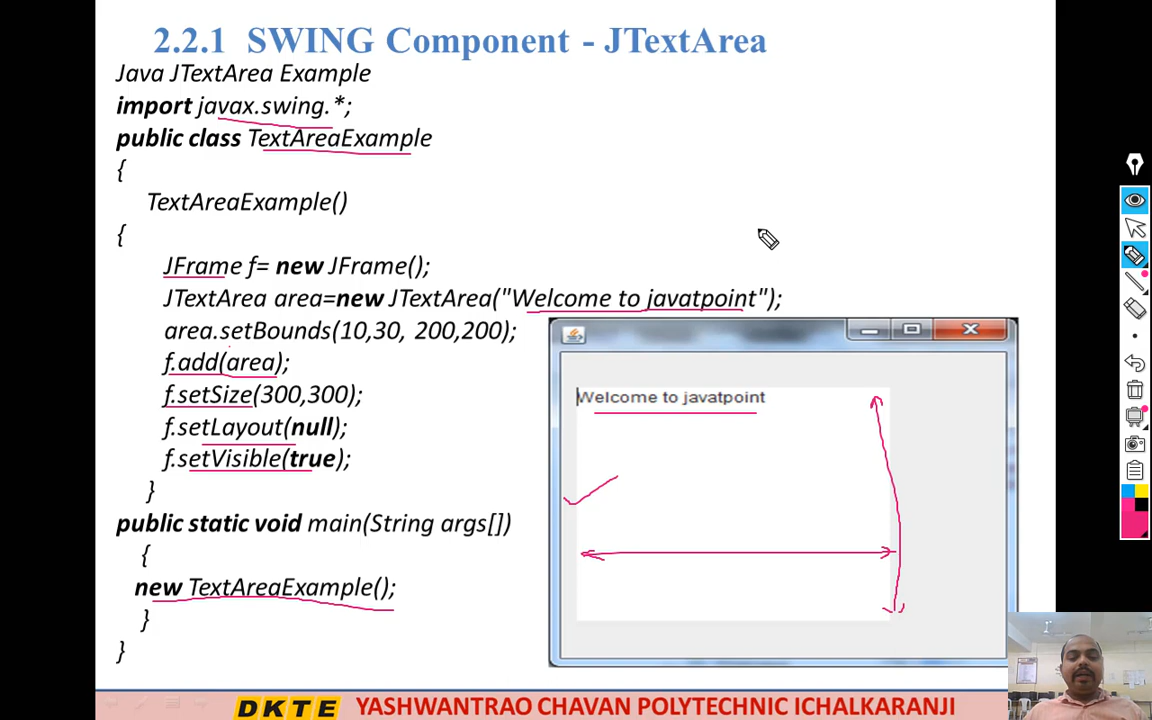 2.2.1 SWING Component - JTextArea
Java JTextArea Example
import javax.swing.*;
public class TextAreaExample
{
TextAreaExample()
{
JFrame f= new JFrame();
JTextArea area=new JTextArea("Welcome to javatpoint");
area.setBounds(10,30, 200,200);
f.add(area);
f.setSize(300,300);
f.setLayout(null);
f.setVisible(true);
}
public static void main(String args[])
{
new TextAreaExample();
}
}
Welcome to javatpoint
DKTE YASHWANTRAO CHAVAN POLYTECHNIC ICHALKARANJI